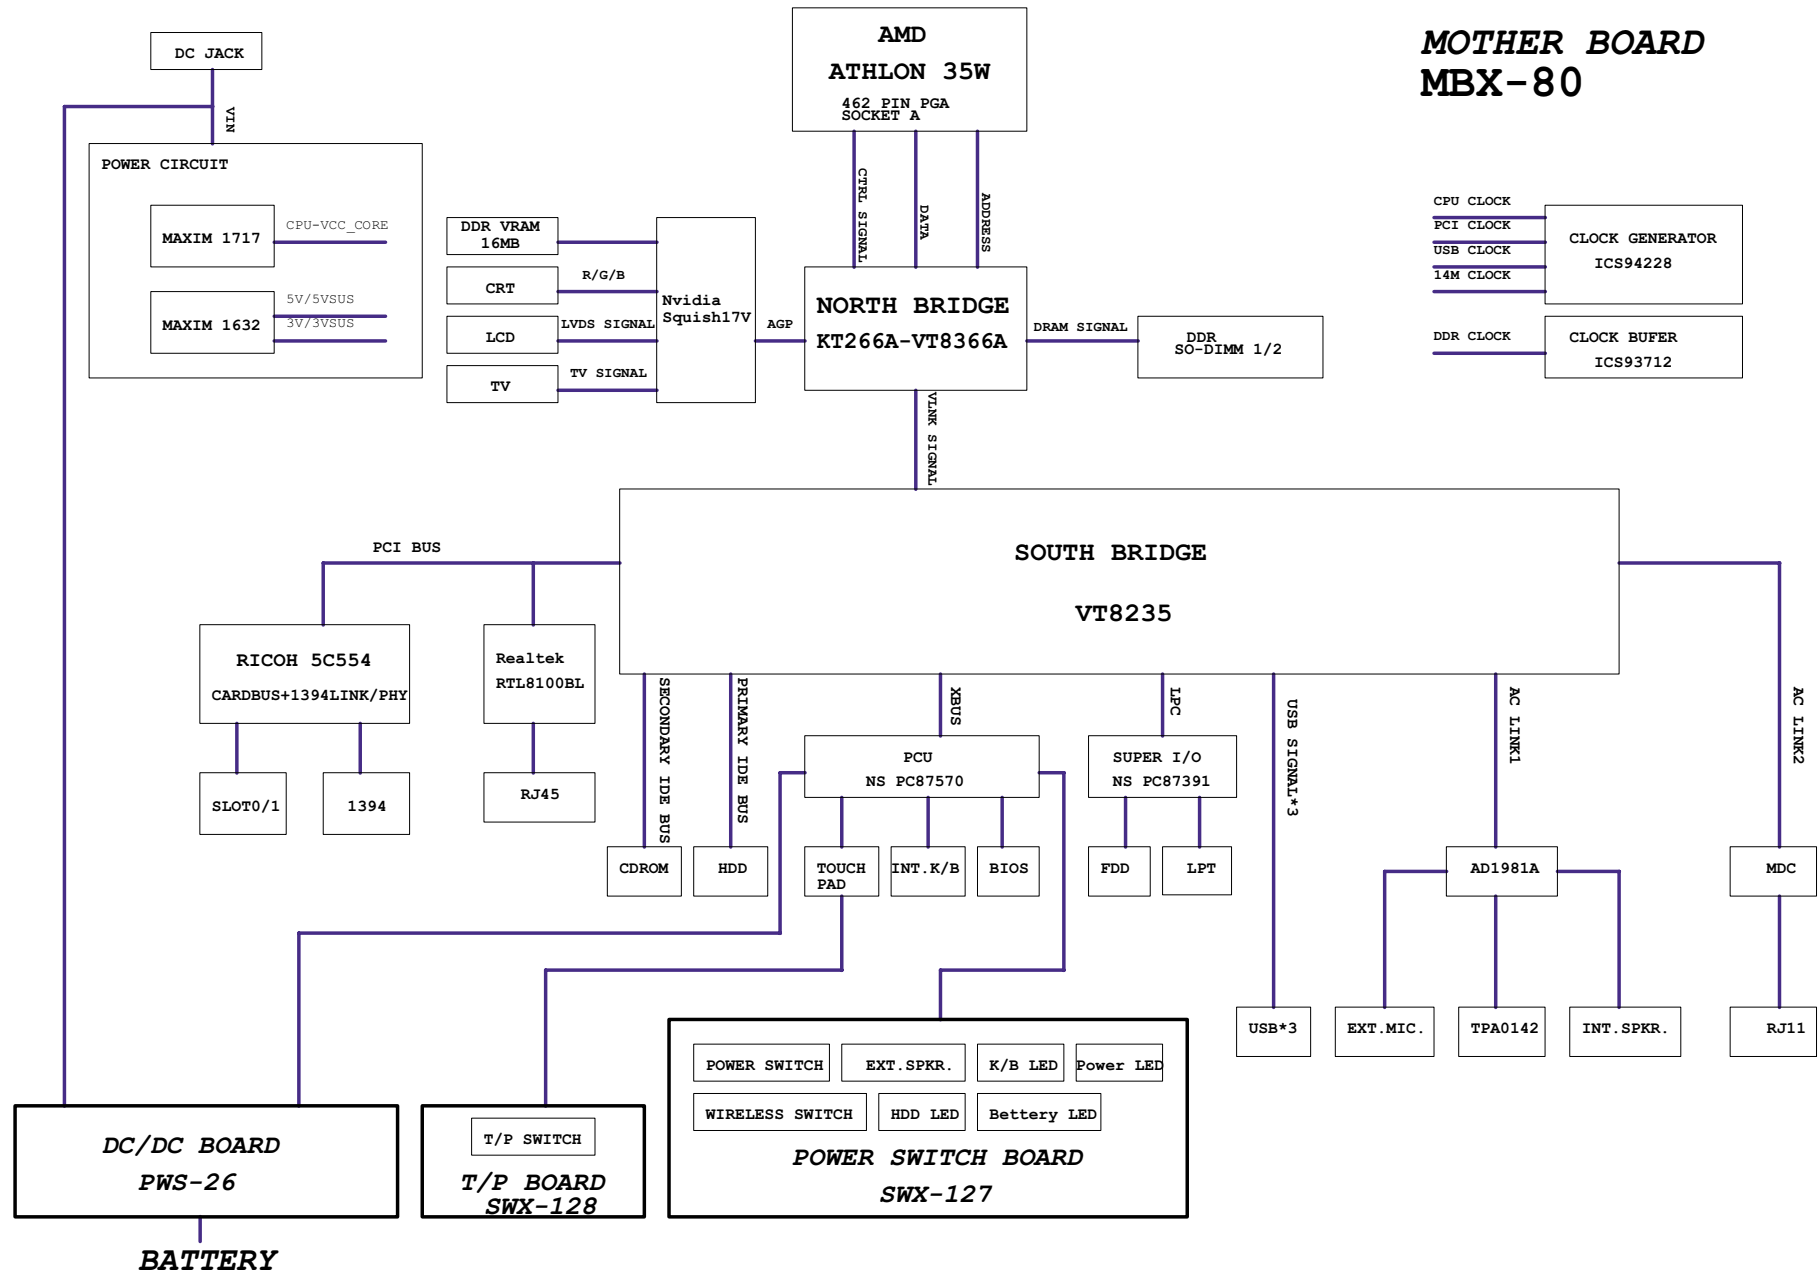 MOTHER BOARD
MBX-80
DC JACK
VIN
POWER CIRCUIT
MAXIM 1717
CPU-VCC_CORE
MAXIM 1632
5V/5VSUS
3V/3VSUS
AMD
ATHLON 35W
462 PIN PGA
SOCKET A
CTRL SIGNAL
DATA
ADDRESS
DDR VRAM
16MB
CRT
R/G/B
LCD
LVDS SIGNAL
TV
TV SIGNAL
Nvidia
Squish17V
AGP
NORTH BRIDGE
KT266A-VT8366A
DRAM SIGNAL
DDR
SO-DIMM 1/2
CPU CLOCK
PCI CLOCK
USB CLOCK
14M CLOCK
CLOCK GENERATOR
ICS94228
DDR CLOCK
CLOCK BUFER
ICS93712
VLNK SIGNAL
SOUTH BRIDGE
VT8235
PCI BUS
RICOH 5C554
CARDBUS+1394LINK/PHY
SLOT0/1
1394
Realtek
RTL8100BL
RJ45
SECONDARY IDE BUS
PRIMARY IDE BUS
XBUS
LPC
USB SIGNAL*3
AC LINK1
AC LINK2
PCU
NS PC87570
SUPER I/O
NS PC87391
CDROM
HDD
TOUCH
PAD
INT.K/B
BIOS
FDD
LPT
AD1981A
MDC
USB*3
EXT.MIC.
TPA0142
INT.SPKR.
RJ11
DC/DC BOARD
PWS-26
BATTERY
T/P SWITCH
T/P BOARD
SWX-128
POWER SWITCH
EXT.SPKR.
K/B LED
Power LED
WIRELESS SWITCH
HDD LED
Bettery LED
POWER SWITCH BOARD
SWX-127